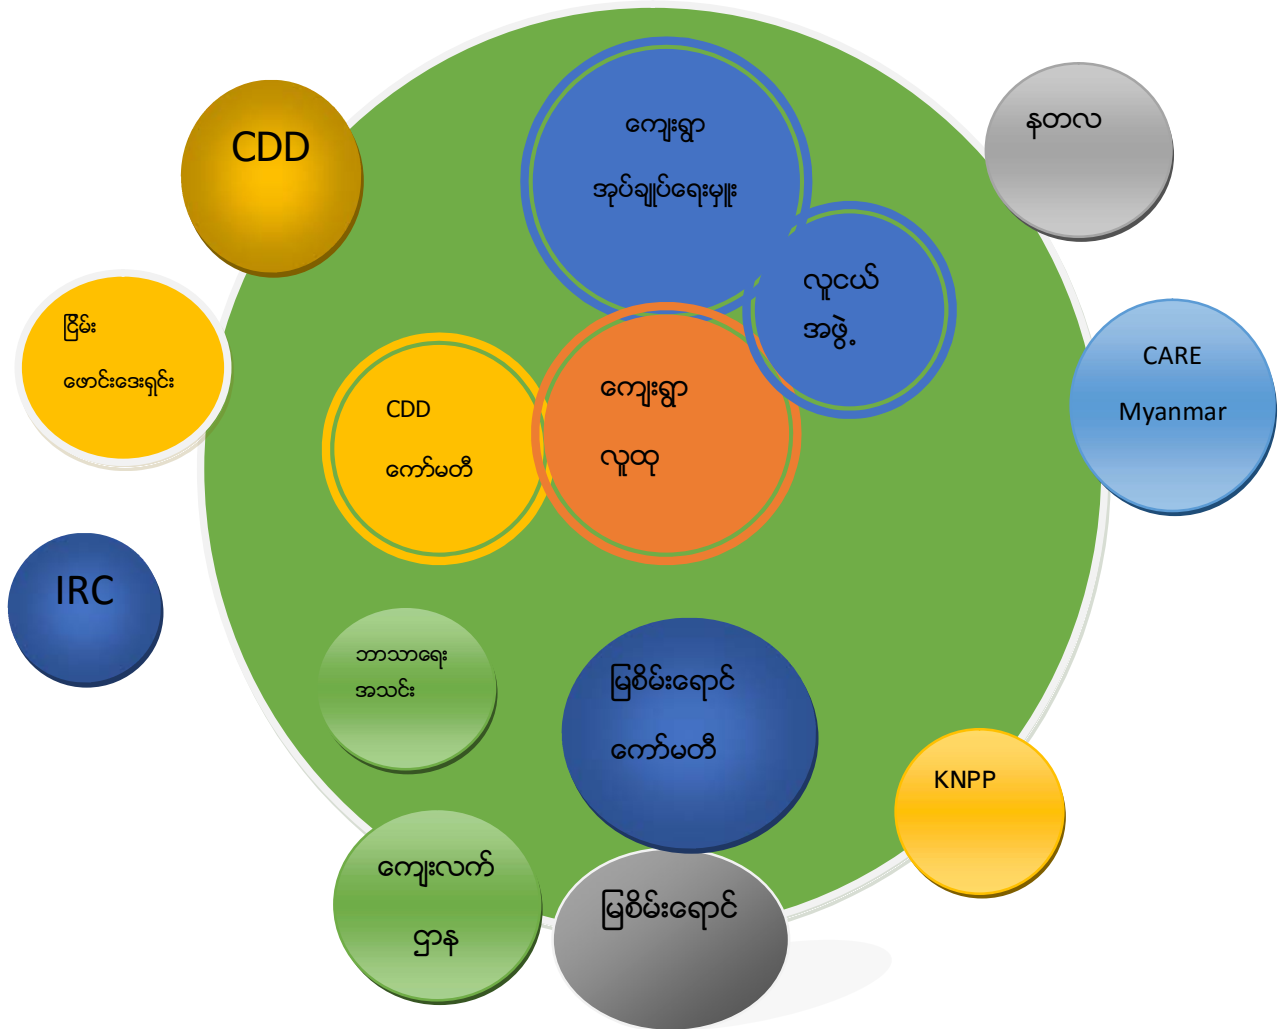 CDD
ကျေးရွာ
အုပ်ချုပ်ရေးမှူး
နတလ
လူငယ်
အဖွဲ့
ငြိမ်း
ဖောင်းဒေးရှင်း
CARE
Myanmar
CDD
ကော်မတီ
ကျေးရွာ
လူထု
IRC
ဘာသာရေး
အသင်း
မြစိမ်းရောင်
ကော်မတီ
KNPP
ကျေးလက်
ဌာန
မြစိမ်းရောင်